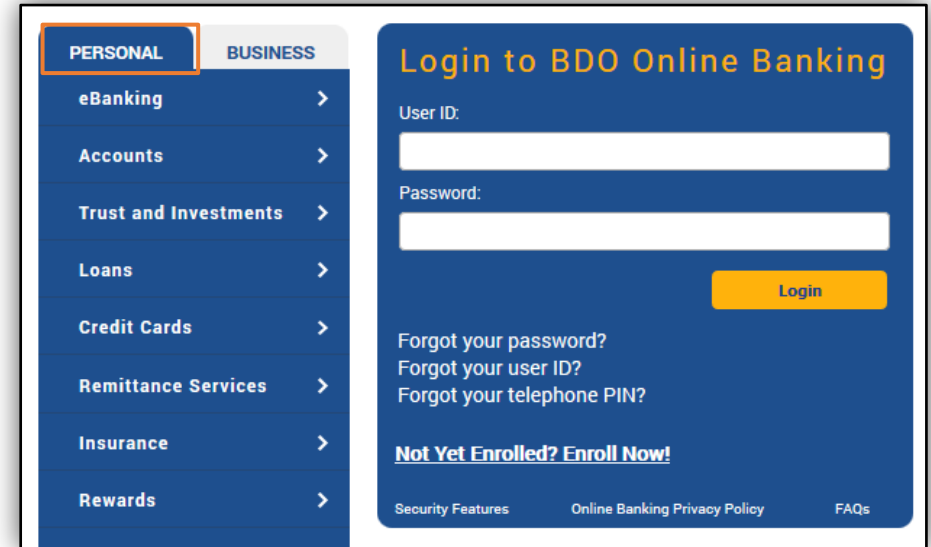 PERSONAL
BUSINESS
eBanking
Accounts
Trust and Investments
Loans
Credit Cards
Remittance Services
Insurance
Rewards
Login to BDO Online Banking
User ID:
Password:
Login
Forgot your password?
Forgot your user ID?
Forgot your telephone PIN?
Not Yet Enrolled? Enroll Now!
Security Features
Online Banking Privacy Policy
FAQs